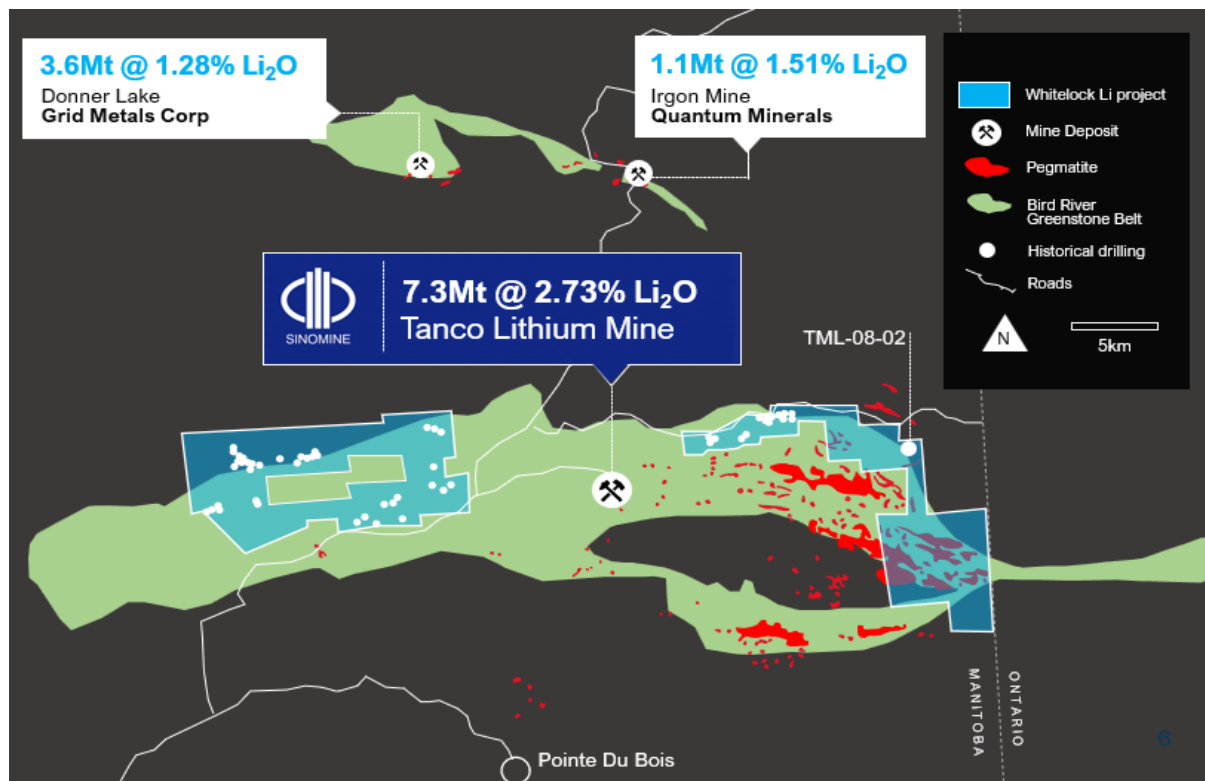 3.6Mt @ 1.28% Li₂O
Donner Lake
Grid Metals Corp
1.1Mt @ 1.51% Li₂O
Irgon Mine
Quantum Minerals
SINOMINE
7.3Mt @ 2.73% Li₂O
Tanco Lithium Mine
TML-08-02
Whitelock Li project
Mine Deposit
Pegmatite
Bird River
Greenstone Belt
Historical drilling
Roads
N
5km
MANITOBA
ONTARIO
Pointe Du Bois
6